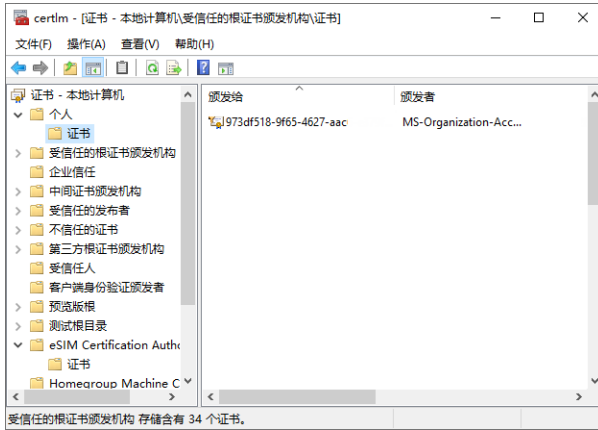 certlm - [证书 - 本地计算机\受信任的根证书颁发机构\证书]
文件(F) 操作(A) 查看(V) 帮助(H)
证书 - 本地计算机
个人
证书
受信任的根证书颁发机构
企业信任
中间证书颁发机构
受信任的发布者
不信任的证书
第三方根证书颁发机构
受信任人
客户端身份验证颁发者
预览版根
测试根目录
eSIM Certification Autho
证书
Homegroup Machine C
颁发给 颁发者
973df518-9f65-4627-aac MS-Organization-Acc...
受信任的根证书颁发机构 存储含有 34 个证书。